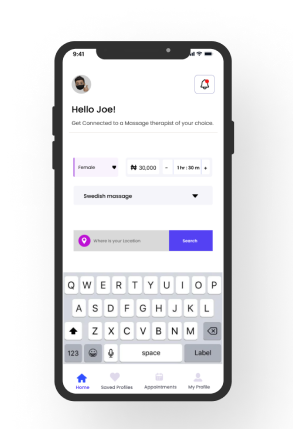 9:41
Hello Joe!
Get Connected to a Massage therapist of your choice.
Female ₦ 30,000 - 1 hr : 30 m +
Swedish massage
Where is your Location Search
Q W E R T Y U I O P
A S D F G H J K L
Z X C V B N M
123 space Label
Home Saved Profiles Appointments My Profile